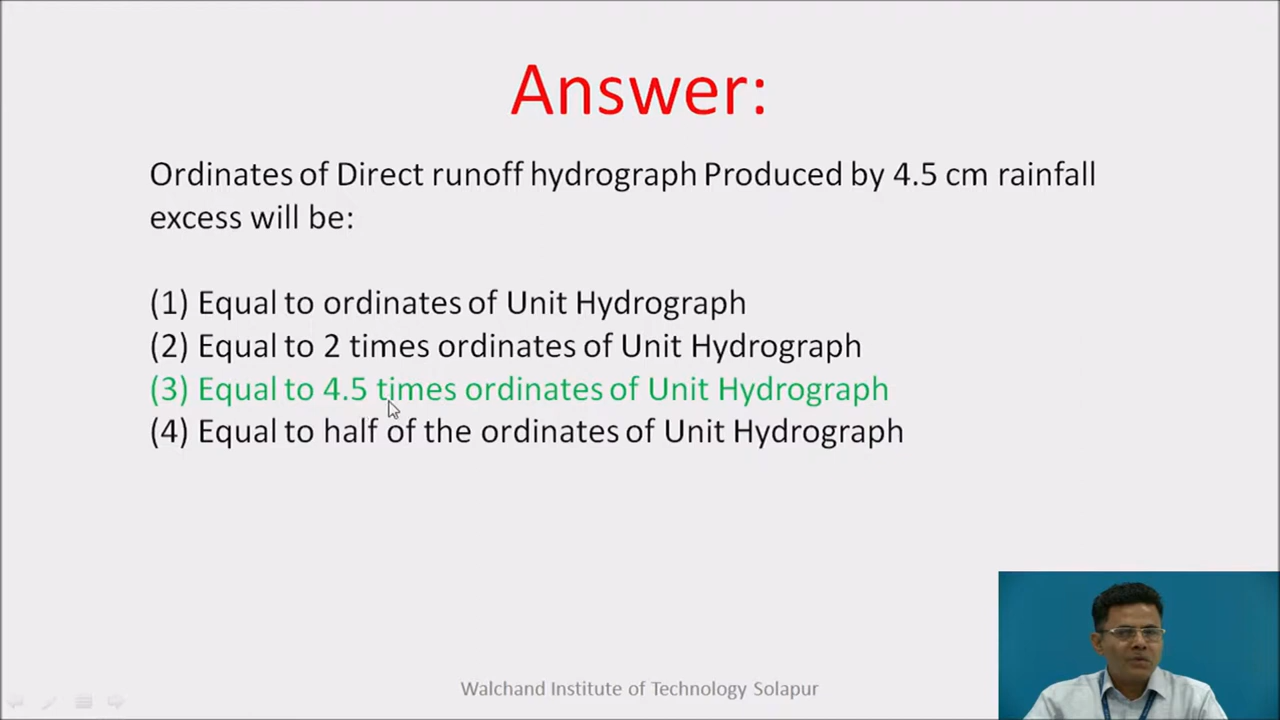 Answer:
Ordinates of Direct runoff hydrograph Produced by 4.5 cm rainfall
excess will be:
(1) Equal to ordinates of Unit Hydrograph
(2) Equal to 2 times ordinates of Unit Hydrograph
(3) Equal to 4.5 times ordinates of Unit Hydrograph
(4) Equal to half of the ordinates of Unit Hydrograph
Walchand Institute of Technology Solapur